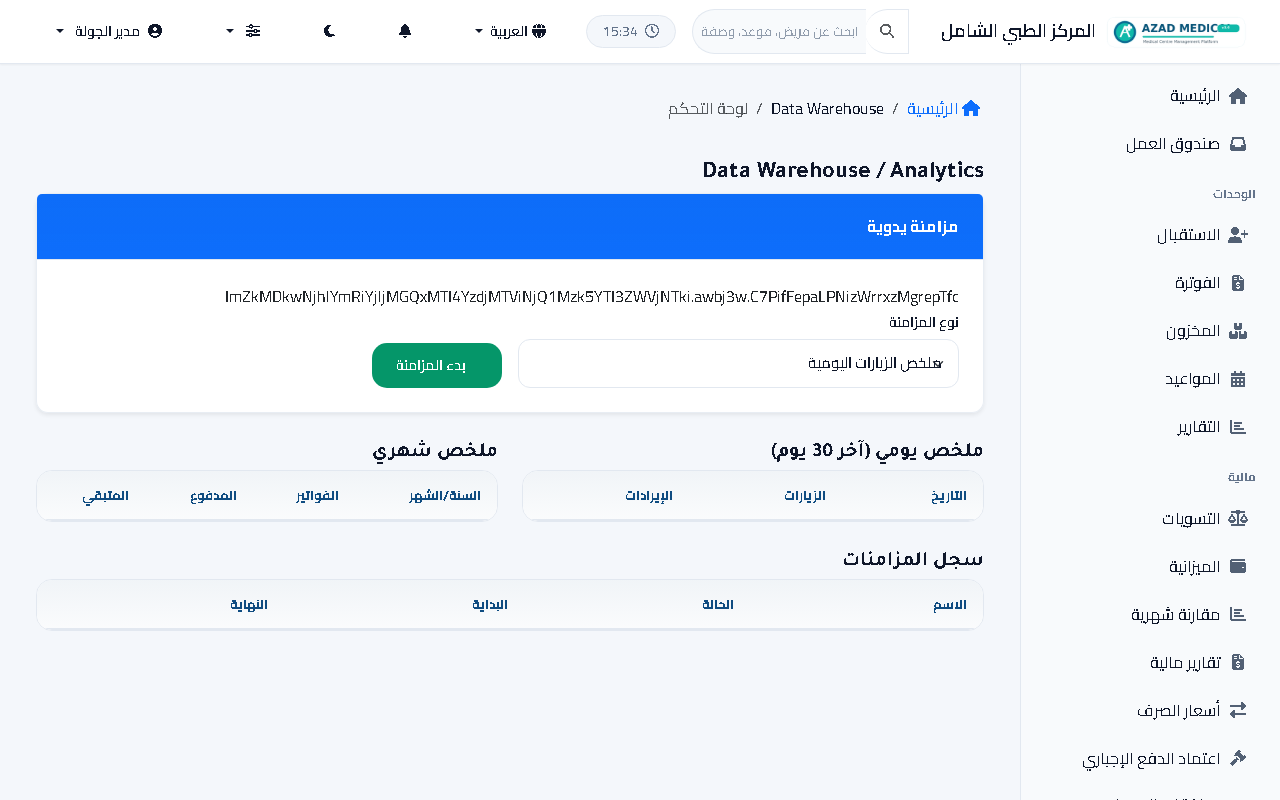 AZAD MEDIC
Medical Centre Management Platform
المركز الطبي الشامل
ابحث عن مريض، موعد، وصفة
15:34
العربية
مدير الجولة
الرئيسية
صندوق العمل
الوحدات
الاستقبال
الفوترة
المخزون
المواعيد
التقارير
مالية
التسويات
الميزانية
مقارنة شهرية
تقارير مالية
أسعار الصرف
اعتماد الدفع الإجباري
الرئيسية / Data Warehouse / لوحة التحكم
Data Warehouse / Analytics
مزامنة يدوية
نوع المزامنة
ملخص الزيارات اليومية
بدء المزامنة
ملخص يومي (آخر 30 يوم)
التاريخ الزيارات الإيرادات
ملخص شهري
السنة/الشهر الفواتير المدفوع المتبقي
سجل المزامنات
الاسم الحالة البداية النهاية